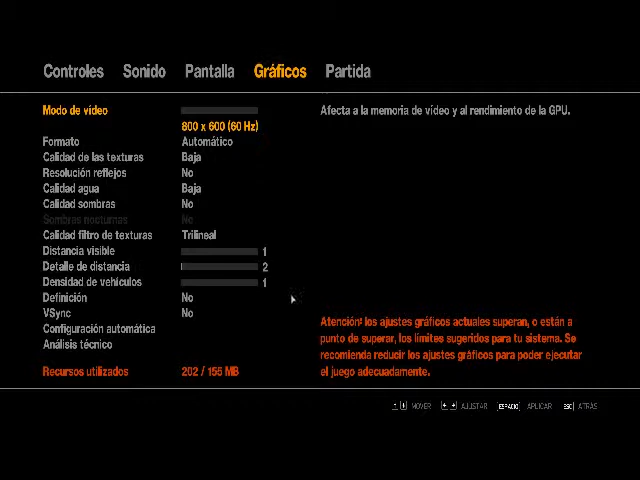 Controles Sonido Pantalla Gráficos Partida
Modo de vídeo
800 x 600 (60 Hz)
Formato Automático
Calidad de las texturas Baja
Resolución reflejos No
Calidad agua Baja
Calidad sombras No
Sombras nocturnas No
Calidad filtro de texturas Trilineal
Distancia visible 1
Detalle de distancia 2
Densidad de vehículos 1
Definición No
VSync No
Configuración automática
Análisis técnico
Recursos utilizados 202 / 155 MB
Afecta a la memoria de vídeo y al rendimiento de la GPU.
Atención: los ajustes gráficos actuales superan, o están a
punto de superar, los límites sugeridos para tu sistema. Se
recomienda reducir los ajustes gráficos para poder ejecutar
el juego adecuadamente.
MOVER AJUSTAR ESPACIO APLICAR ESC ATRÁS